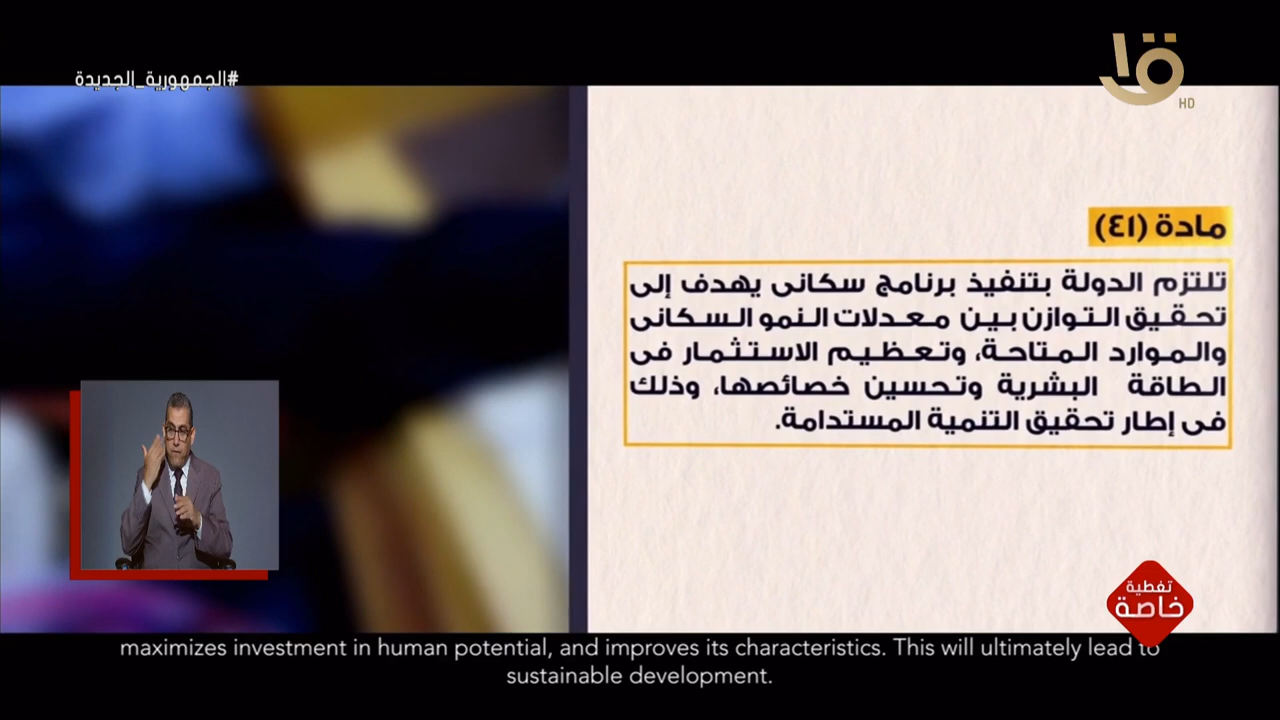 #الجمهورية_الجديدة
HD
مادة (٤١)
تلتزم الدولة بتنفيذ برنامج سكانى يهدف إلى
تحقيق التوازن بين معدلات النمو السكانى
والموارد المتاحة، وتعظيم الاستثمار فى
الطاقة البشرية وتحسين خصائصها، وذلك
فى إطار تحقيق التنمية المستدامة.
تغطية
خاصة
maximizes investment in human potential, and improves its characteristics. This will ultimately lead to
sustainable development.